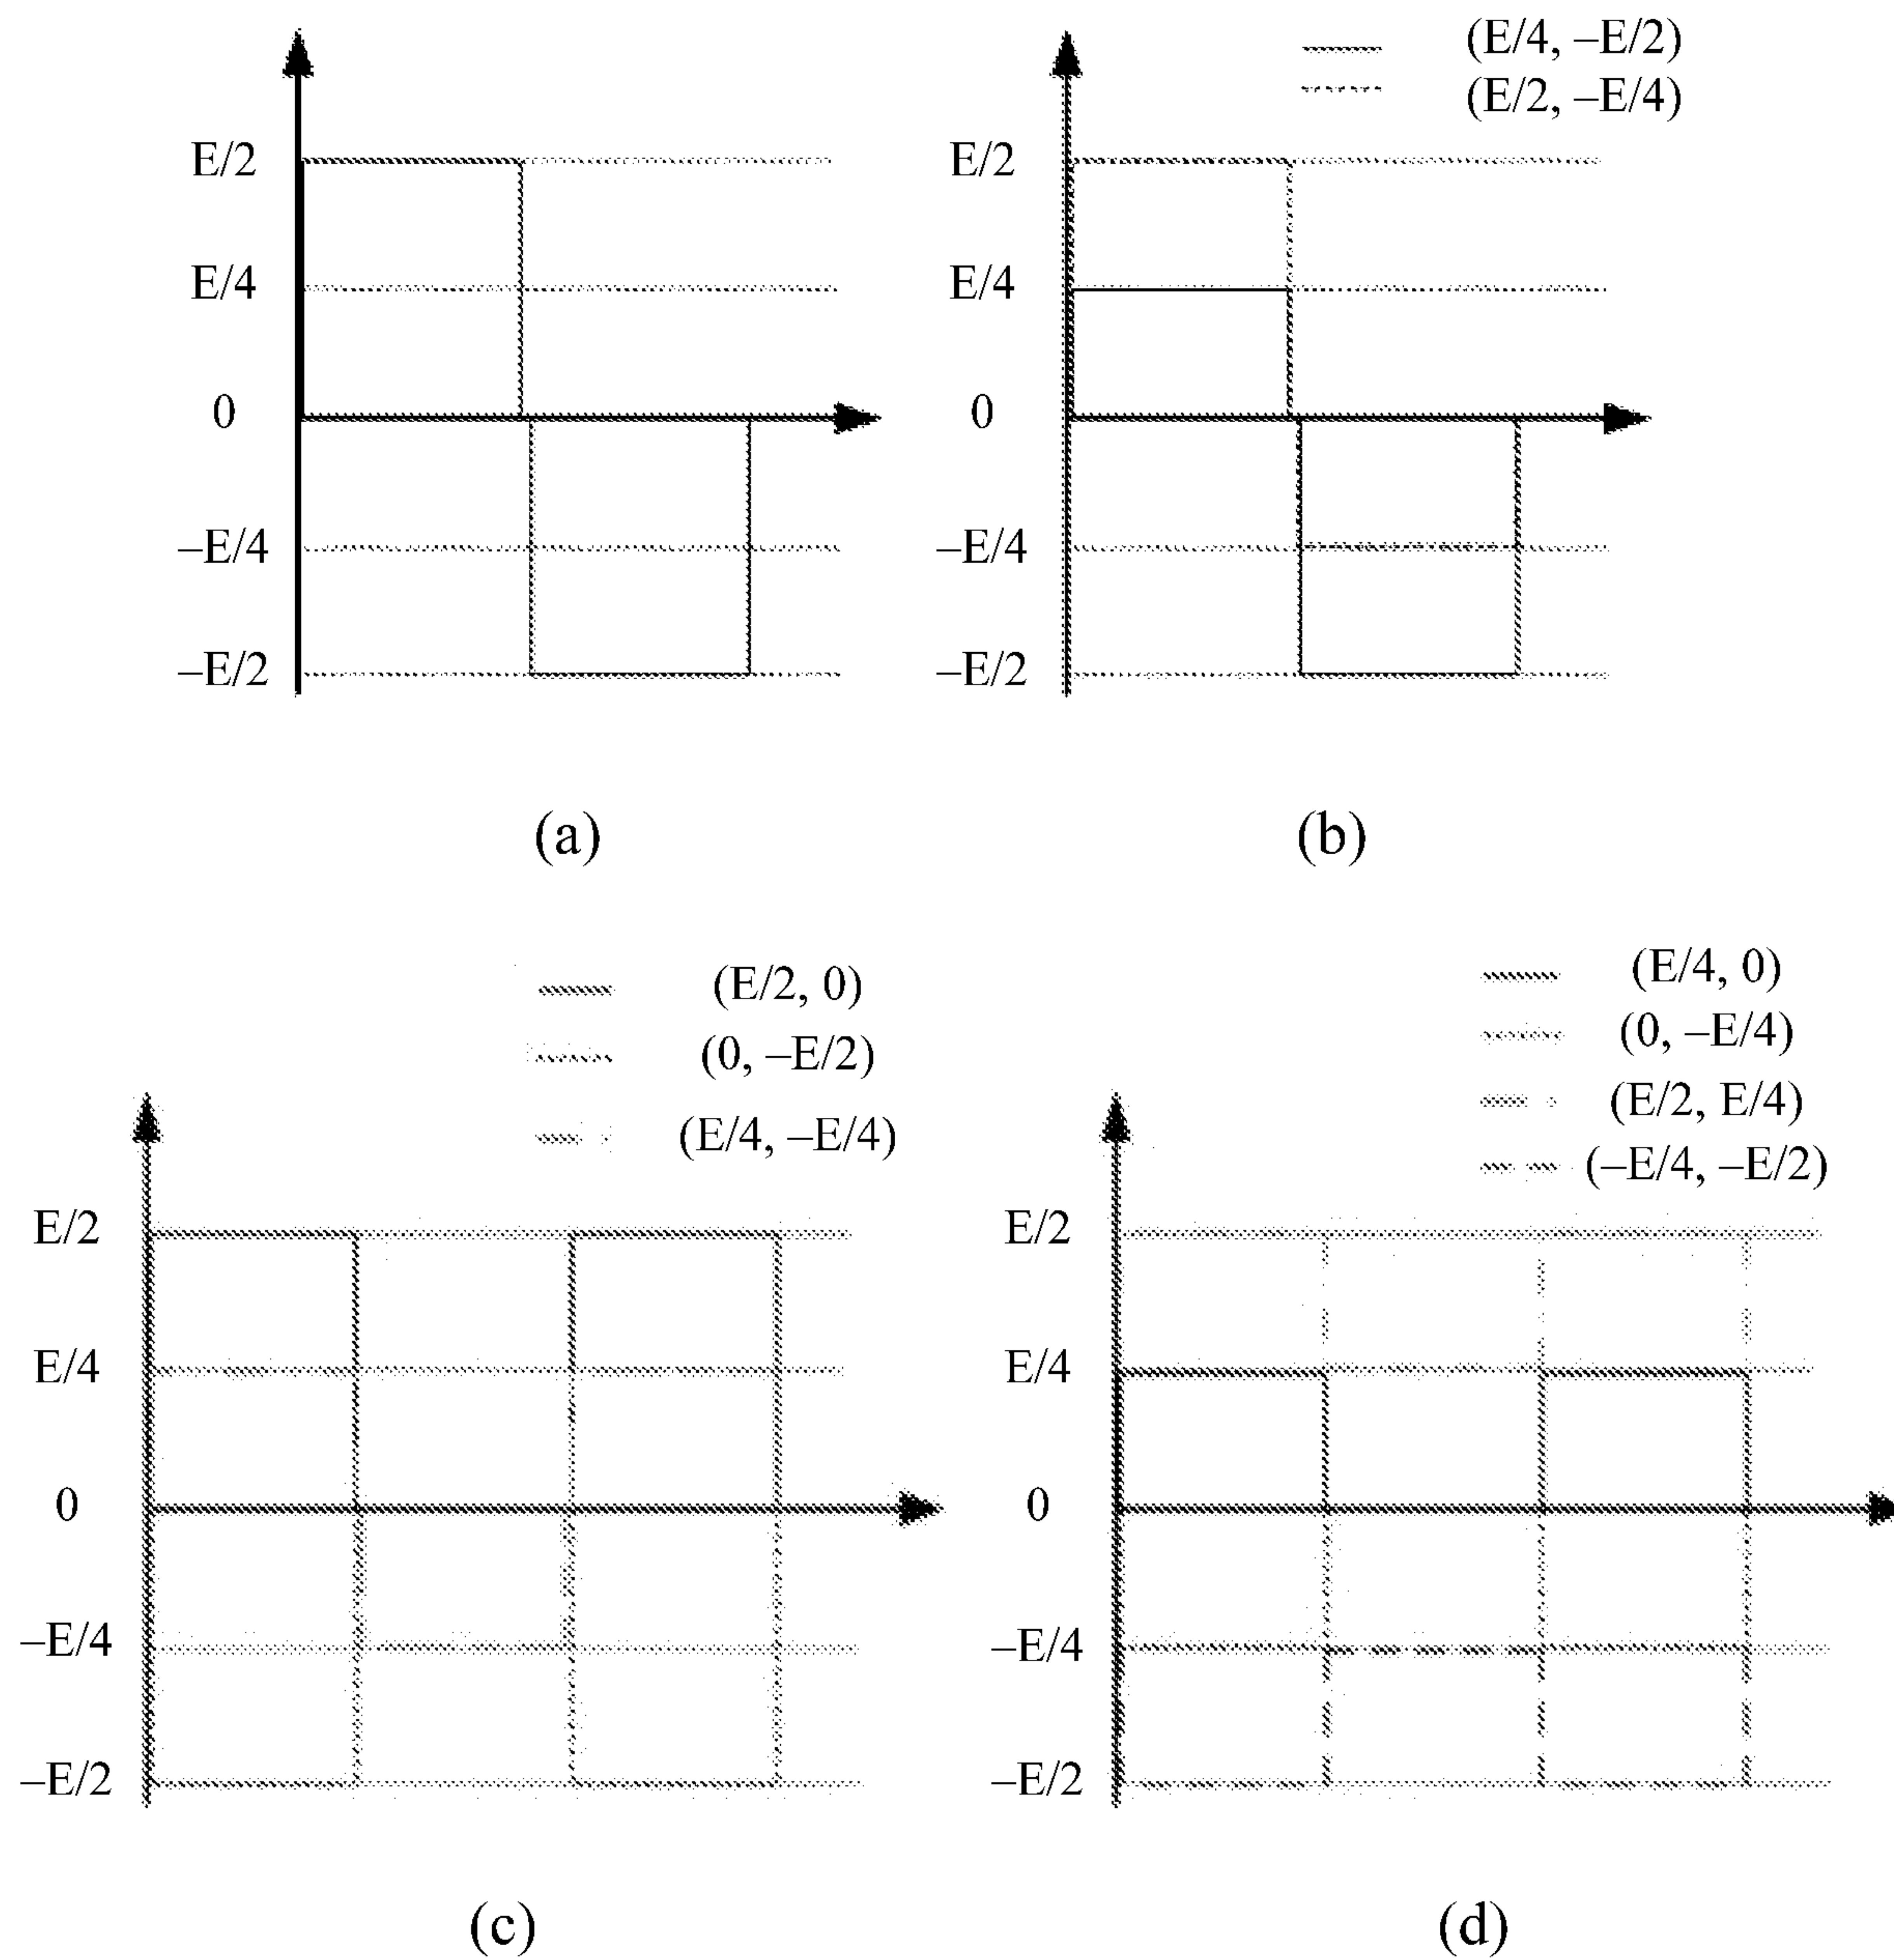 (E/4, –E/2)
(E/2, –E/4)
E/2
E/4
0
–E/4
–E/2
E/2
E/4
0
–E/4
–E/2
(a)
(b)
(E/2, 0)
(0, –E/2)
(E/4, –E/4)
(E/4, 0)
(0, –E/4)
(E/2, E/4)
(–E/4, –E/2)
E/2
E/4
0
–E/4
–E/2
E/2
E/4
0
–E/4
–E/2
(c)
(d)